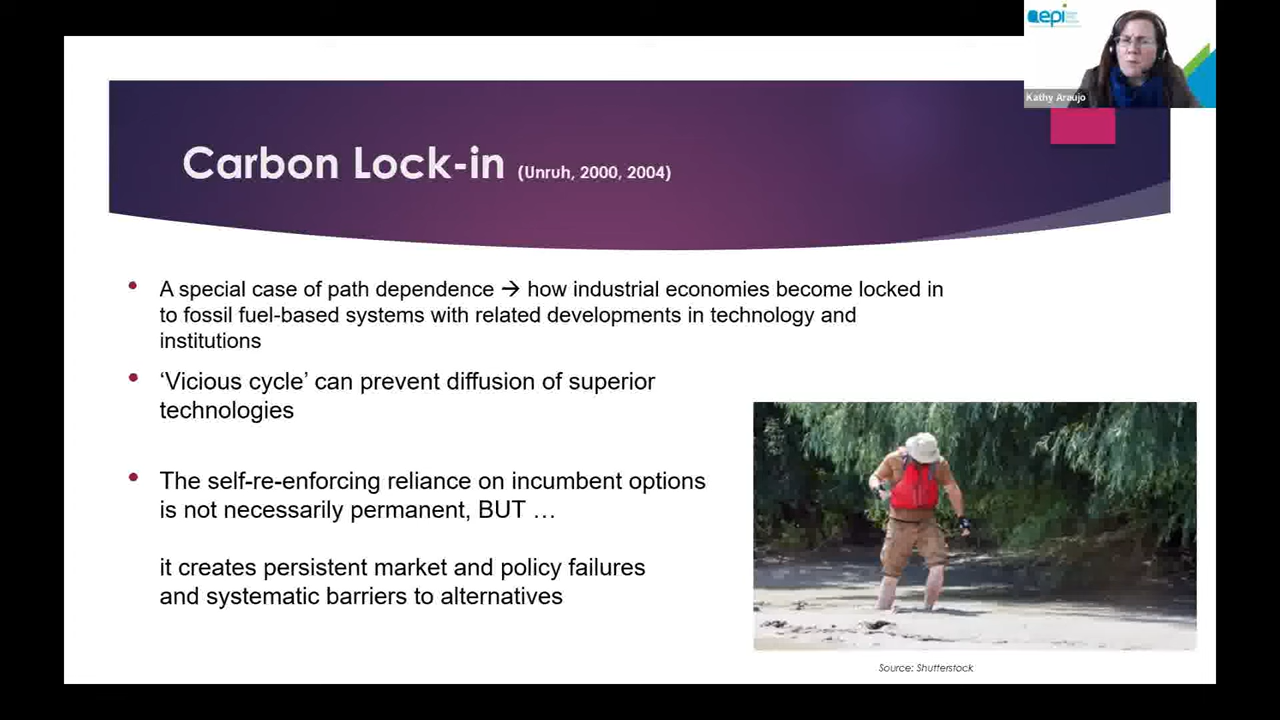 epi
Kathy Araujo
Carbon Lock-in (Unruh, 2000, 2004)
• A special case of path dependence → how industrial economies become locked in
to fossil fuel-based systems with related developments in technology and
institutions
• ‘Vicious cycle’ can prevent diffusion of superior
technologies
• The self-re-enforcing reliance on incumbent options
is not necessarily permanent, BUT …
it creates persistent market and policy failures
and systematic barriers to alternatives
Source: Shutterstock